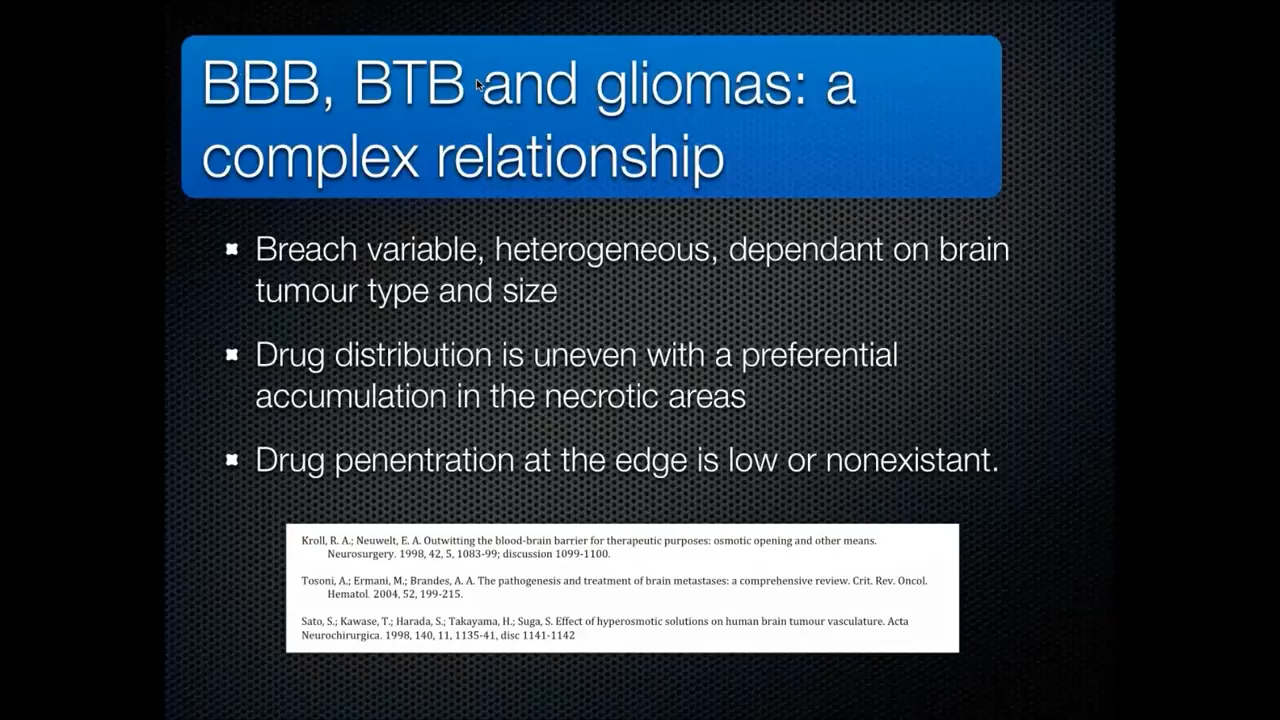 BBB, BTB and gliomas: a
complex relationship
Breach variable, heterogeneous, dependant on brain
tumour type and size
Drug distribution is uneven with a preferential
accumulation in the necrotic areas
Drug penentration at the edge is low or nonexistant.
Kroll, R. A.; Neuwelt, E. A. Outwitting the blood-brain barrier for therapeutic purposes: osmotic opening and other means.
Neurosurgery. 1998, 42, 5, 1083-99; discussion 1099-1100.
Tosoni, A.; Ermani, M.; Brandes, A. A. The pathogenesis and treatment of brain metastases: a comprehensive review. Crit. Rev. Oncol.
Hematol. 2004, 52, 199-215.
Sato, S.; Kawase, T.; Harada, S.; Takayama, H.; Suga, S. Effect of hyperosmotic solutions on human brain tumour vasculature. Acta
Neurochirurgica. 1998, 140, 11, 1135-41, disc 1141-1142